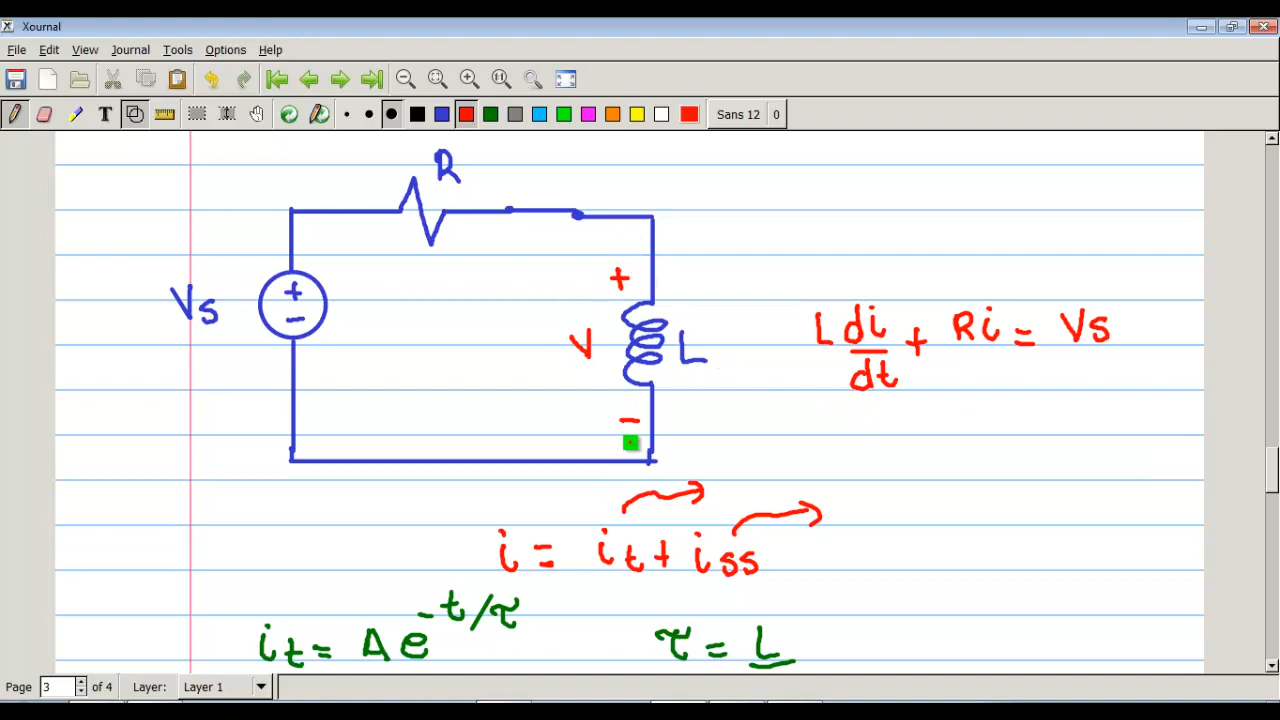 Xournal
File Edit View Journal Tools Options Help
Sans 12 0
R
Vs
+
−
+
V
−
L
L di/dt + Ri = Vs
i = it + iss
it = A e^-t/τ
τ = L
Page 3 of 4 Layer: Layer 1